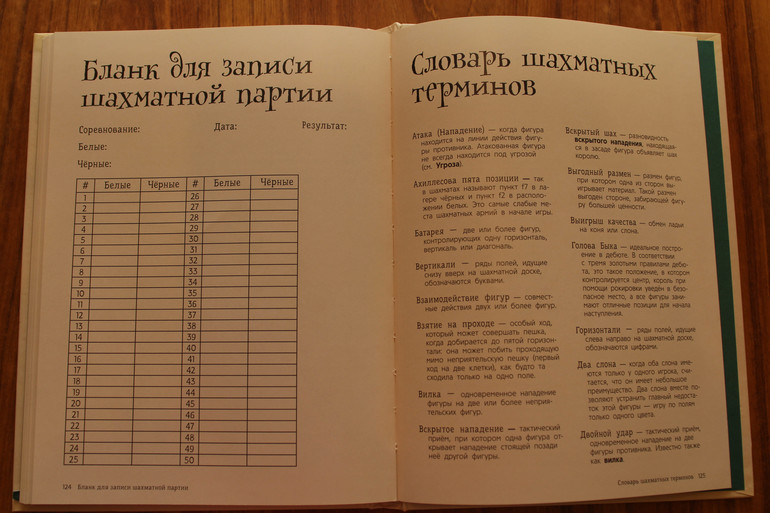 Бланк для записи
шахматной партии
Соревнование: Дата: Результат:
Белые:
Чёрные:
# Белые Чёрные # Белые Чёрные
1 26
2 27
3 28
4 29
5 30
6 31
7 32
8 33
9 34
10 35
11 36
12 37
13 38
14 39
15 40
16 41
17 42
18 43
19 44
20 45
21 46
22 47
23 48
24 49
25 50
124 Бланк для записи шахматной партии
Словарь шахматных
терминов
Атака (Нападение) — когда фигура
находится на линии действия фигу-
ры противника. Атакованная фигура
не всегда находится под угрозой
(см. Угроза).
Ахиллесова пята позиции — так
в шахматах называют пункт f7 в ла-
гере чёрных и пункт f2 в располо-
жении белых. Это самые слабые ме-
ста шахматных армий в начале игры.
Батарея — две или более фигур,
контролирующих одну горизонталь,
вертикаль или диагональ.
Вертикали — ряды полей, идущие
снизу вверх на шахматной доске,
обозначаются буквами.
Взаимодействие фигур — совмест-
ные действия двух или более фигур.
Взятие на проходе — особый ход,
который может совершать пешка,
когда добирается до пятой горизон-
тали: она может побить проходящую
мимо неприятельскую пешку (первый
ход на две клетки), как будто та
сходила только на одно поле.
Вилка — одновременное нападение
фигуры на две или более неприя-
тельских фигур.
Вскрытое нападение — тактический
приём, при котором одна фигура от-
крывает нападение стоящей позади
неё другой фигуры.
Вскрытый шах — разновидность
вскрытого нападения, находящая-
ся в засаде фигура объявляет шах
королю.
Выгодный размен — размен фигур,
при котором одна из сторон вы-
игрывает материал. Такой размен
выгоден стороне, забирающей фигу-
ру большей ценности.
Выигрыш качества — обмен ладьи
на коня или слона.
Голова Быка — идеальное постро-
ение в дебюте. В соответствии
с тремя золотыми правилами дебю-
та, это такое положение, в котором
контролируется центр, король при
помощи рокировки уведён в безо-
пасное место, а все фигуры зани-
мают отличные позиции для начала
наступления.
Горизонтали — ряды полей, идущие
слева направо на шахматной доске,
обозначаются цифрами.
Два слона — когда оба слона име-
ются только у одного игрока, счи-
тается, что он имеет небольшое
преимущество. Два слона вместе по-
зволяют устранить главный недоста-
ток этой фигуры — игру по полям
только одного цвета.
Двойной удар — тактический приём,
одновременное нападение на две
фигуры противника. Известно также
как вилка.
Словарь шахматных терминов 125